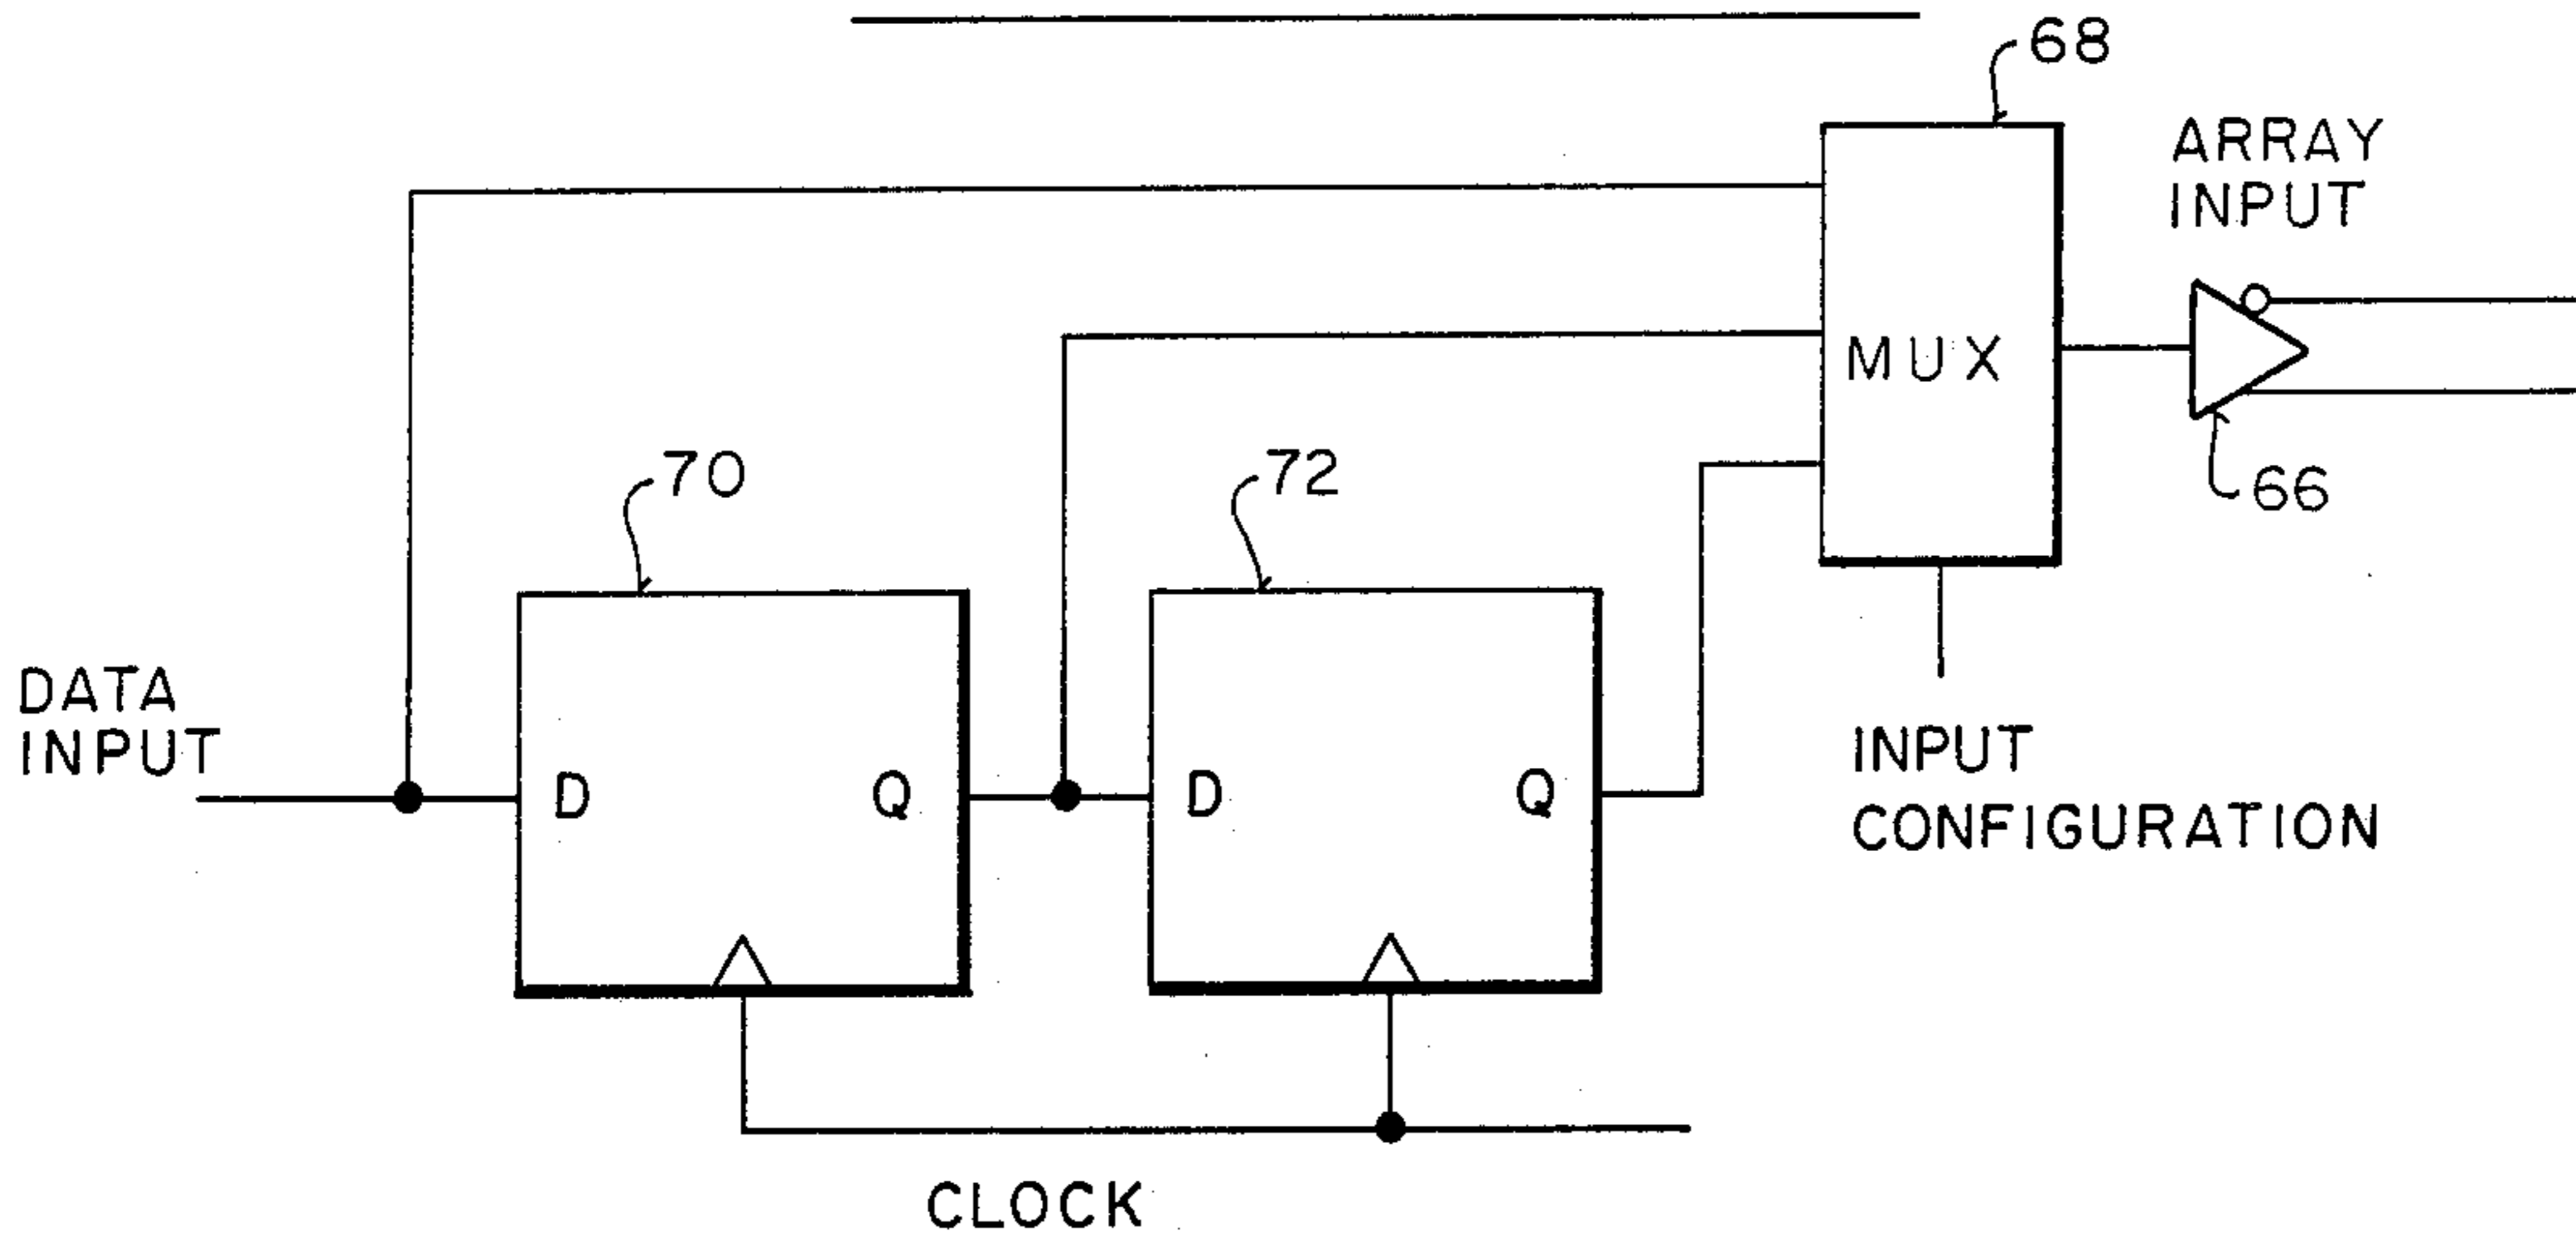 68
ARRAY
INPUT
MUX
66
70
72
DATA
INPUT
D
Q
D
Q
INPUT
CONFIGURATION
CLOCK